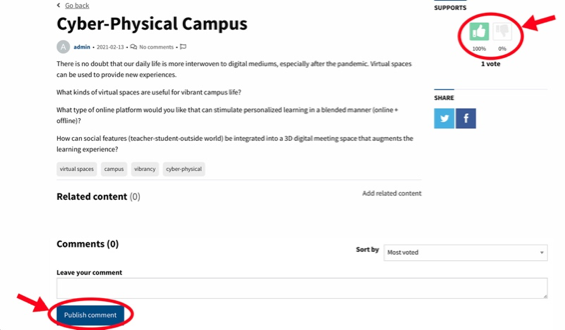 Go back
SUPPORTS
Cyber-Physical Campus
A admin • 2021-02-13 • No comments •
100% 0%
1 vote
There is no doubt that our daily life is more interwoven to digital mediums, especially after the pandemic. Virtual spaces
can be used to provide new experiences.
What kinds of virtual spaces are useful for vibrant campus life?
SHARE
What type of online platform would you like that can stimulate personalized learning in a blended manner (online +
offline)?
How can social features (teacher-student-outside world) be integrated into a 3D digital meeting space that augments the
learning experience?
virtual spaces campus vibrancy cyber-physical
Related content (0)
Add related content
Comments (0)
Sort by Most voted
Leave your comment
Publish comment